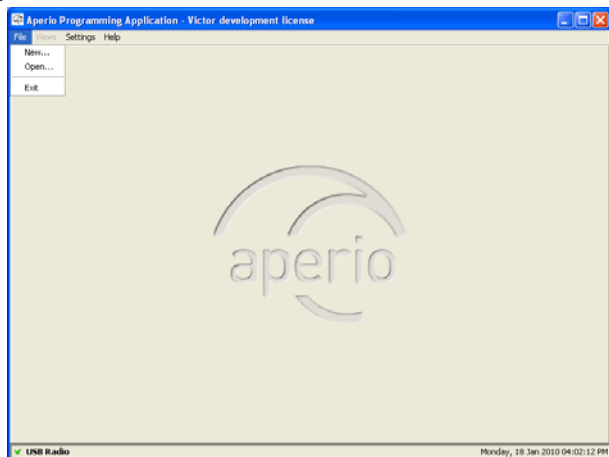 Aperio Programming Application - Victor development license
File Views Settings Help
New...
Open...
Exit
aperio
USB Radio
Monday, 18 Jan 2010 04:02:12 PM